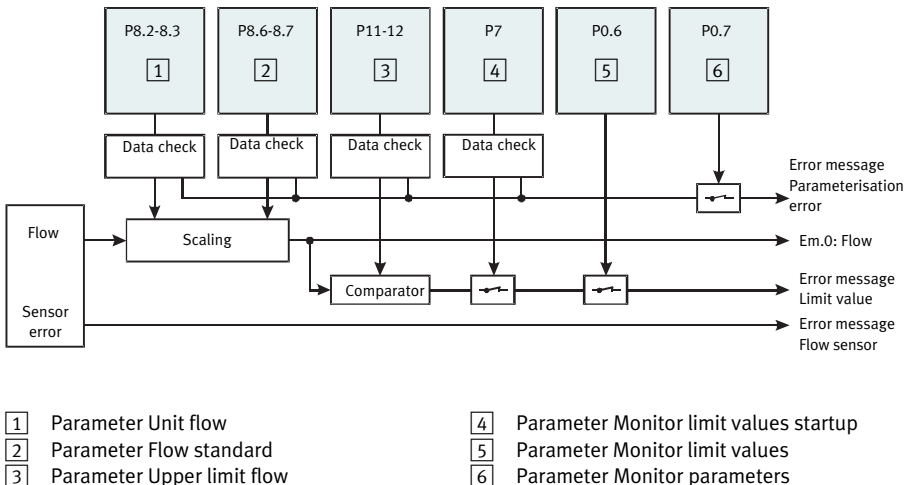 P8.2-8.3 P8.6-8.7 P11-12 P7 P0.6 P0.7
1 2 3 4 5 6
Data check Data check Data check Data check
Error message
Parameterisation
error
Flow
Scaling
Em.0: Flow
Comparator
Error message
Limit value
Sensor
error
Error message
Flow sensor
1 Parameter Unit flow
2 Parameter Flow standard
3 Parameter Upper limit flow
4 Parameter Monitor limit values startup
5 Parameter Monitor limit values
6 Parameter Monitor parameters